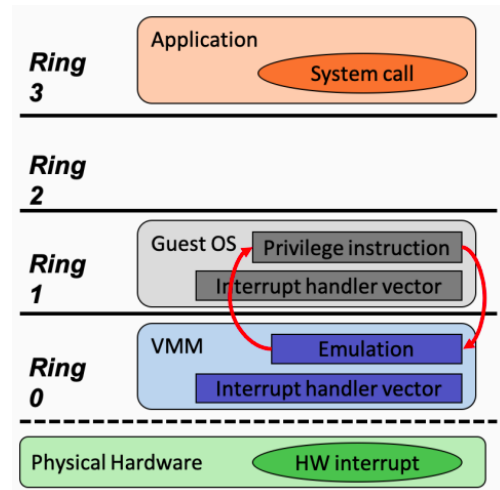 Application
Ring
3
System call
Ring
2
Guest OS
Privilege instruction
Ring
1
Interrupt handler vector
VMM
Emulation
Ring
0
Interrupt handler vector
Physical Hardware
HW interrupt